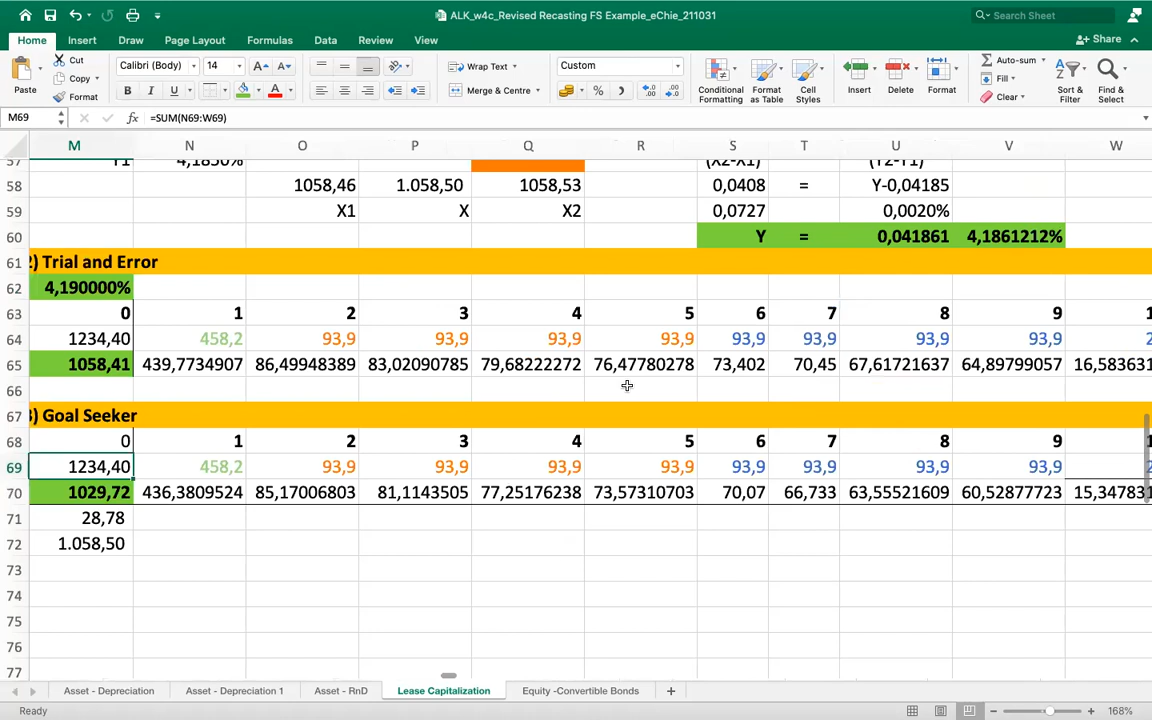 ALK_w4c_Revised Recasting FS Example_eChie_211031
Search Sheet
Home Insert Draw Page Layout Formulas Data Review View
Share
Paste
Cut
Copy
Format
Calibri (Body) 14
B I U
Wrap Text
Merge & Centre
Custom
Conditional Formatting
Format as Table
Cell Styles
Insert
Delete
Format
Auto-sum
Fill
Clear
Sort & Filter
Find & Select
M69 fx =SUM(N69:W69)
M N O P Q R S T U V W
57 Y1 4,1850% (X2-X1) (Y2-Y1)
58 1058,46 1.058,50 1058,53 0,0408 = Y-0,04185
59 X1 X X2 0,0727 0,0020%
60 Y = 0,041861 4,1861212%
61 2) Trial and Error
62 4,190000%
63 0 1 2 3 4 5 6 7 8 9 1
64 1234,40 458,2 93,9 93,9 93,9 93,9 93,9 93,9 93,9 93,9 2
65 1058,41 439,7734907 86,49948389 83,02090785 79,68222272 76,47780278 73,402 70,45 67,61721637 64,89799057 16,583631
66
67 3) Goal Seeker
68 0 1 2 3 4 5 6 7 8 9 1
69 1234,40 458,2 93,9 93,9 93,9 93,9 93,9 93,9 93,9 93,9 2
70 1029,72 436,3809524 85,17006803 81,1143505 77,25176238 73,57310703 70,07 66,733 63,55521609 60,52877723 15,347831
71 28,78
72 1.058,50
73
74
75
76
77
Asset - Depreciation Asset - Depreciation 1 Asset - RnD Lease Capitalization Equity -Convertible Bonds +
Ready
168%